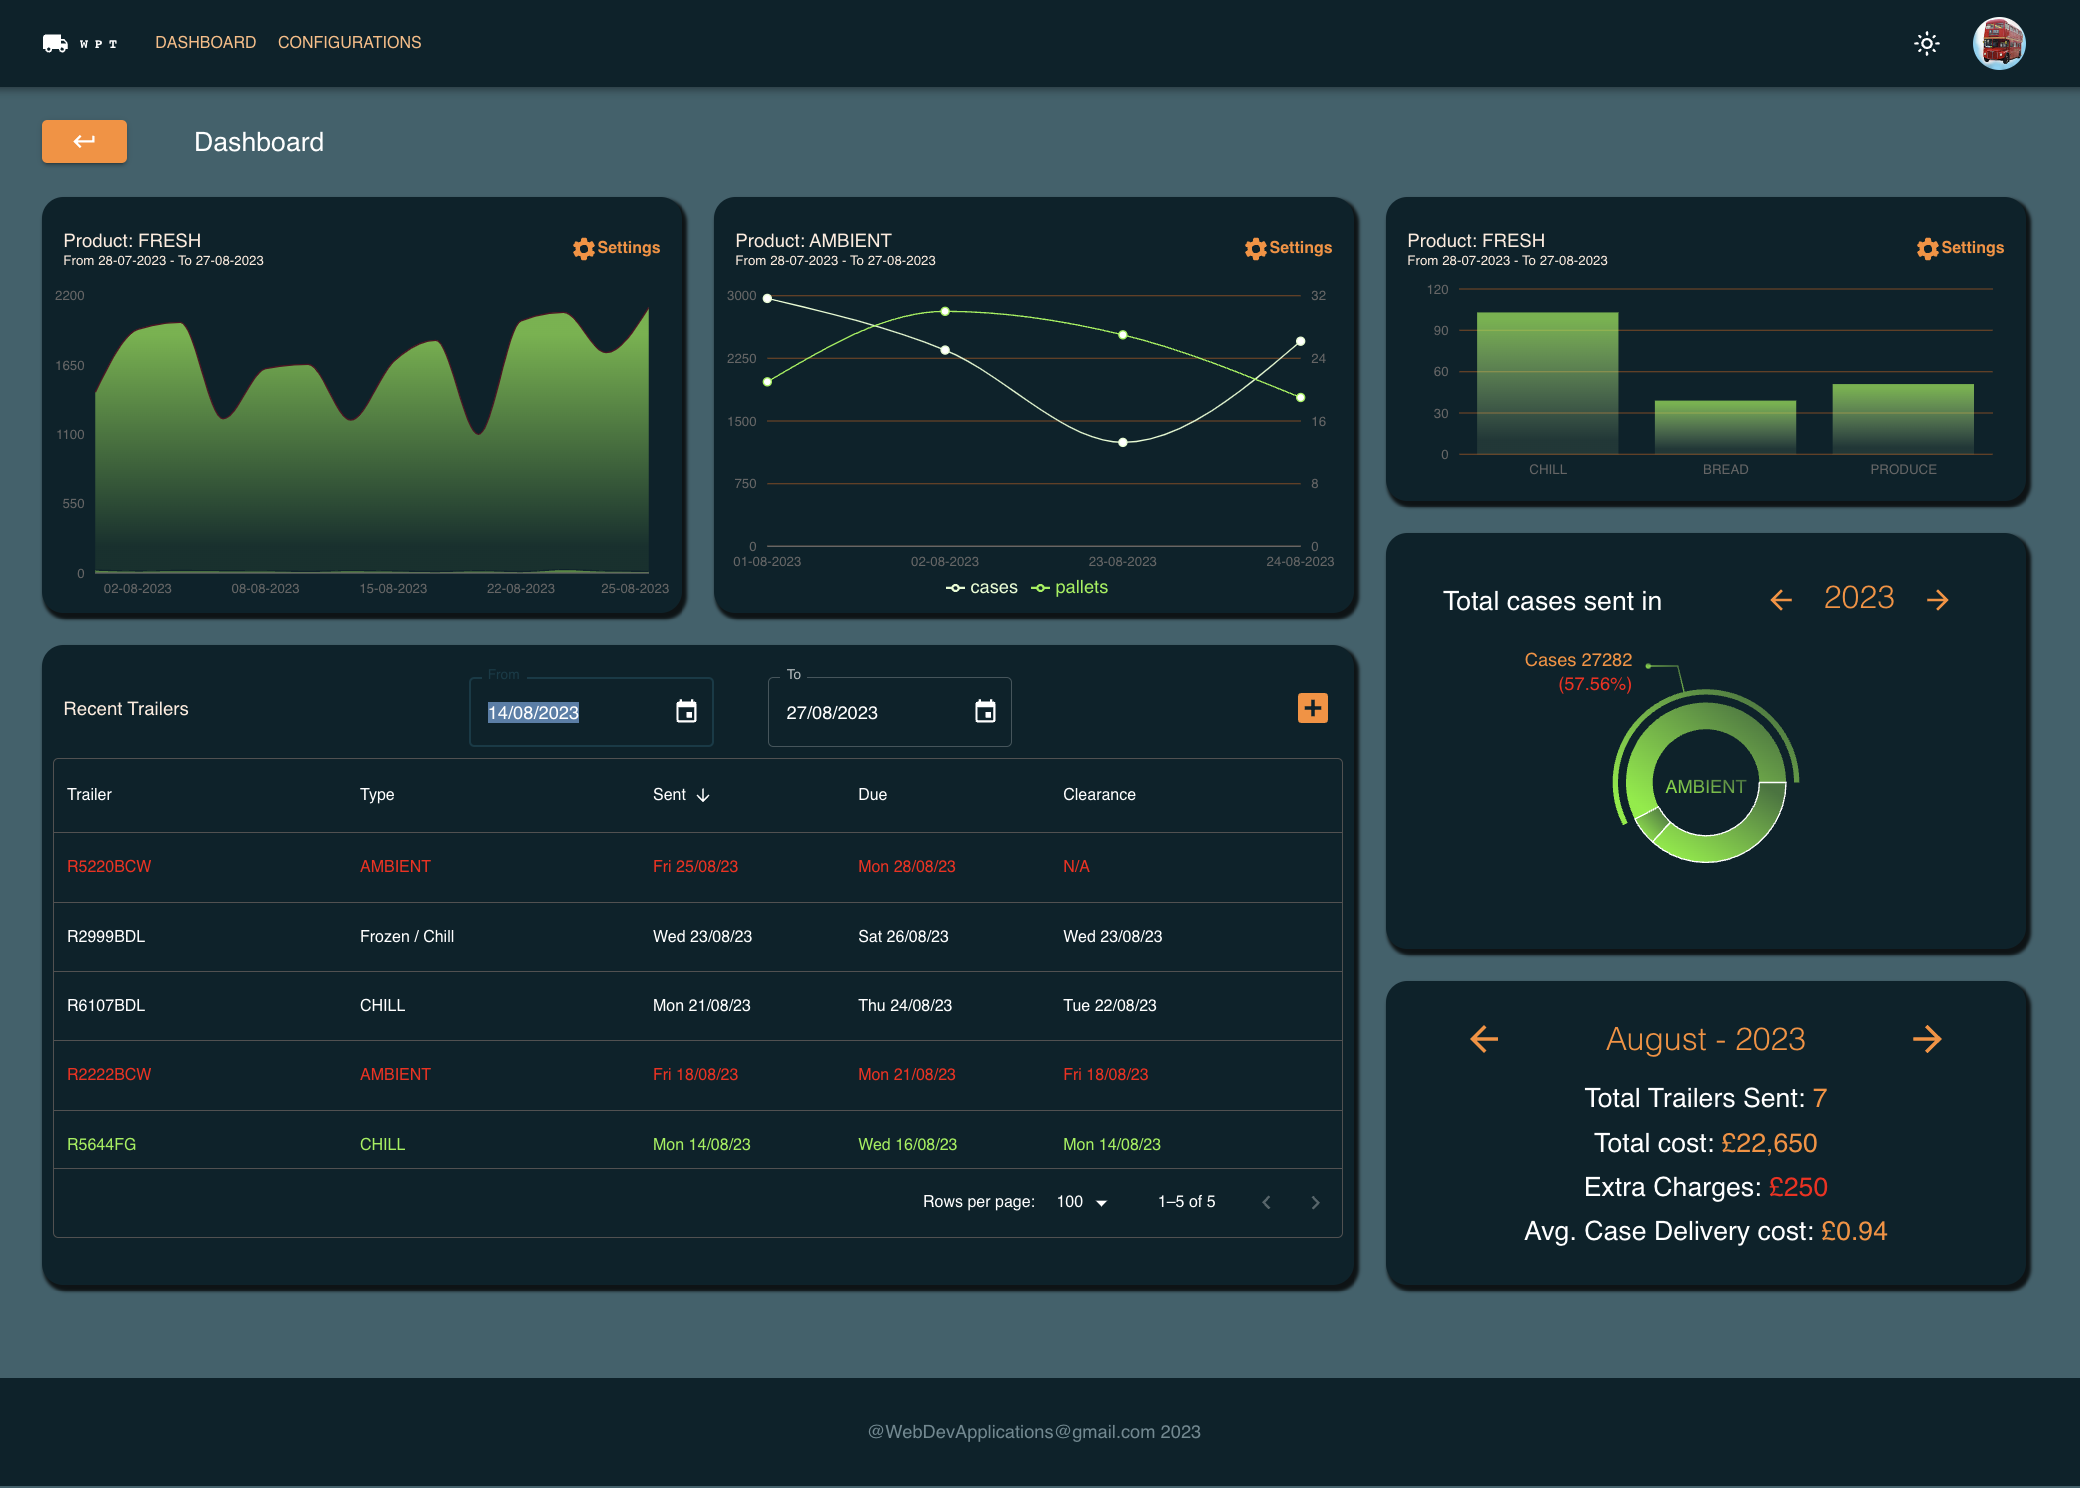 WPT DASHBOARD CONFIGURATIONS
Dashboard
Product: FRESH
From 28-07-2023 - To 27-08-2023
Settings
2200
1650
1100
550
0
02-08-2023 08-08-2023 15-08-2023 22-08-2023 25-08-2023
Product: AMBIENT
From 28-07-2023 - To 27-08-2023
Settings
3000 32
2250 24
1500 16
750 8
0 0
01-08-2023 02-08-2023 23-08-2023 24-08-2023
cases pallets
Product: FRESH
From 28-07-2023 - To 27-08-2023
Settings
120
90
60
30
0
CHILL BREAD PRODUCE
Total cases sent in 2023
Cases 27282
(57.56%)
AMBIENT
Recent Trailers
From
14/08/2023
To
27/08/2023
Trailer Type Sent Due Clearance
R5220BCW AMBIENT Fri 25/08/23 Mon 28/08/23 N/A
R2999BDL Frozen / Chill Wed 23/08/23 Sat 26/08/23 Wed 23/08/23
R6107BDL CHILL Mon 21/08/23 Thu 24/08/23 Tue 22/08/23
R2222BCW AMBIENT Fri 18/08/23 Mon 21/08/23 Fri 18/08/23
R5644FG CHILL Mon 14/08/23 Wed 16/08/23 Mon 14/08/23
Rows per page: 100 1–5 of 5
August - 2023
Total Trailers Sent: 7
Total cost: £22,650
Extra Charges: £250
Avg. Case Delivery cost: £0.94
@WebDevApplications@gmail.com 2023